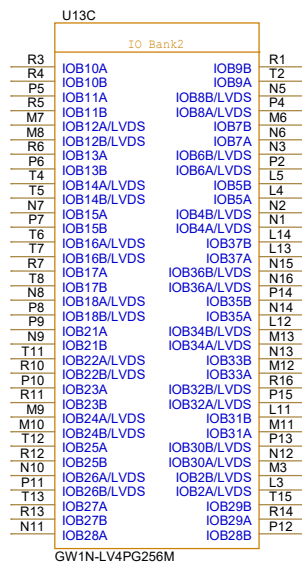 U13C
IO Bank2
R3 IOB10A IOB9B R1
R4 IOB10B IOB9A T2
P5 IOB11A IOB8B/LVDS N5
R5 IOB11B IOB8A/LVDS P4
M7 IOB12A/LVDS IOB7B M6
M8 IOB12B/LVDS IOB7A N6
R6 IOB13A IOB6B/LVDS N3
P6 IOB13B IOB6A/LVDS P2
T4 IOB14A/LVDS IOB5B L5
T5 IOB14B/LVDS IOB5A L4
N7 IOB15A IOB4B/LVDS N2
P7 IOB15B IOB4A/LVDS N1
T6 IOB16A/LVDS IOB37B L14
T7 IOB16B/LVDS IOB37A L13
R7 IOB17A IOB36B/LVDS N15
T8 IOB17B IOB36A/LVDS N16
N8 IOB18A/LVDS IOB35B P14
P8 IOB18B/LVDS IOB35A N14
P9 IOB21A IOB34B/LVDS L12
N9 IOB21B IOB34A/LVDS M13
T11 IOB22A/LVDS IOB33B N13
R10 IOB22B/LVDS IOB33A M12
P10 IOB23A IOB32B/LVDS R16
R11 IOB23B IOB32A/LVDS P15
M9 IOB24A/LVDS IOB31B L11
M10 IOB24B/LVDS IOB31A M11
T12 IOB25A IOB30B/LVDS P13
R12 IOB25B IOB30A/LVDS N12
N10 IOB26A/LVDS IOB2B/LVDS M3
P11 IOB26B/LVDS IOB2A/LVDS L3
T13 IOB27A IOB29B T15
R13 IOB27B IOB29A R14
N11 IOB28A IOB28B P12
GW1N-LV4PG256M